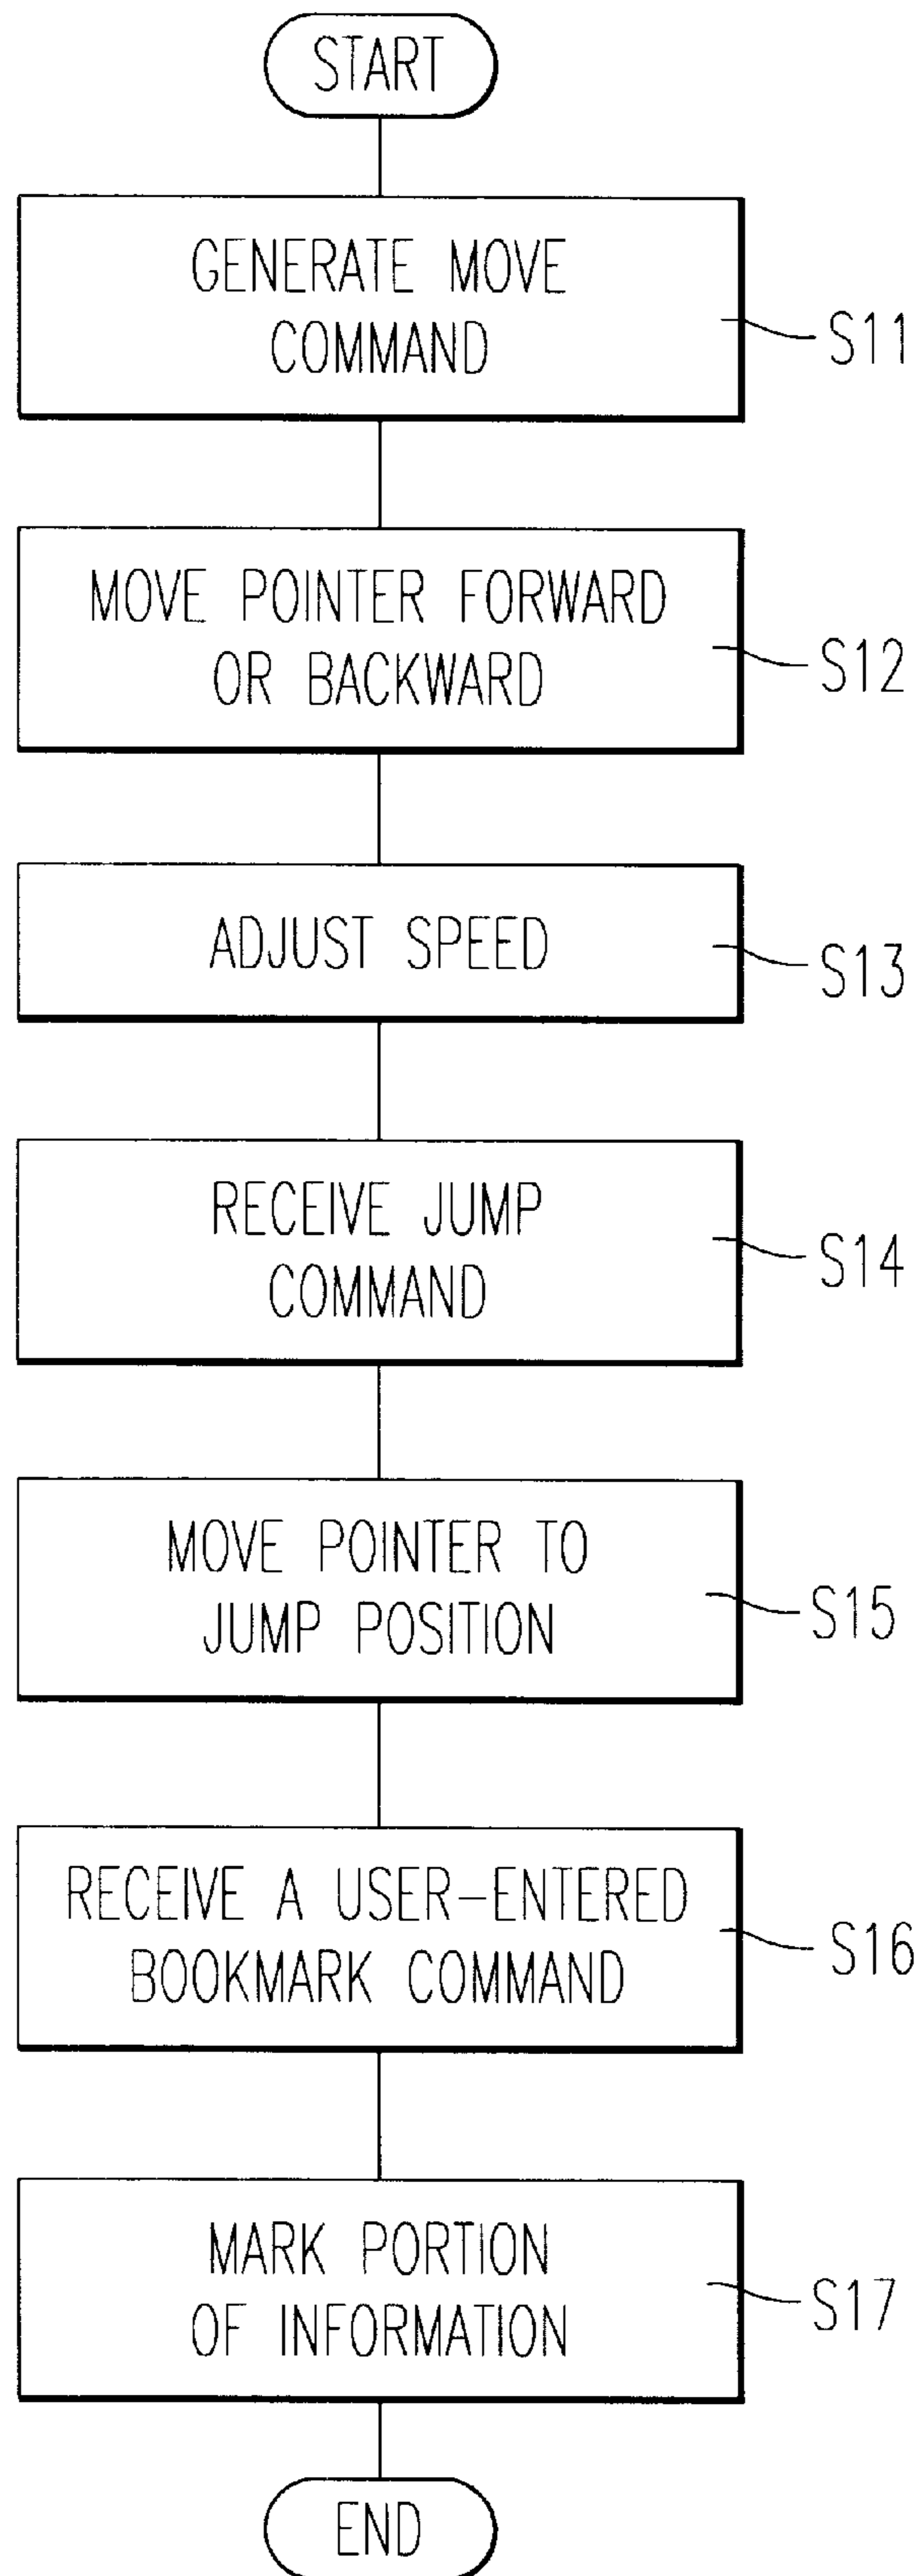 START
GENERATE MOVE
COMMAND
S11
MOVE POINTER FORWARD
OR BACKWARD
S12
ADJUST SPEED
S13
RECEIVE JUMP
COMMAND
S14
MOVE POINTER TO
JUMP POSITION
S15
RECEIVE A USER-ENTERED
BOOKMARK COMMAND
S16
MARK PORTION
OF INFORMATION
S17
END